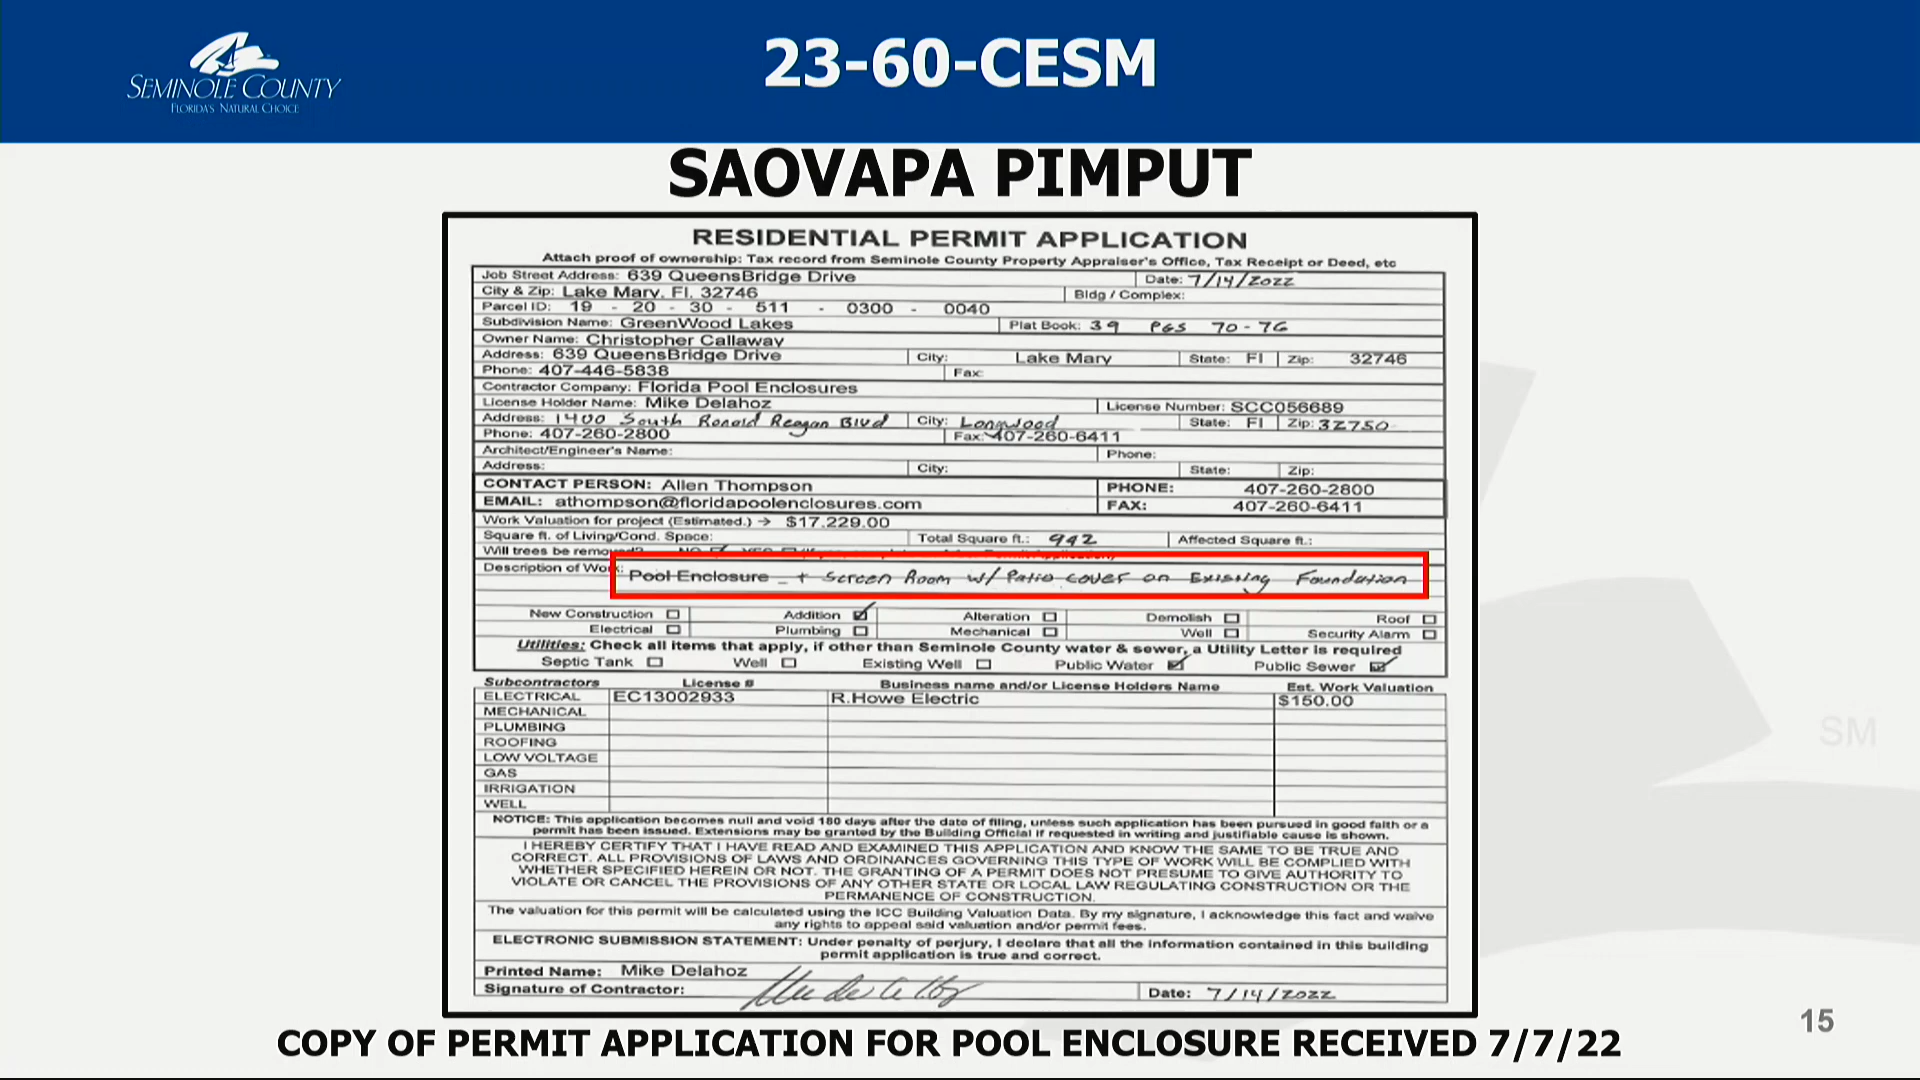 SEMINOLE COUNTY
FLORIDA'S NATURAL CHOICE
23-60-CESM
SAOVAPA PIMPUT
RESIDENTIAL PERMIT APPLICATION
Attach proof of ownership: Tax record from Seminole County Property Appraiser's Office, Tax Receipt or Deed, etc
Job Street Address: 639 QueensBridge Drive Date: 7/14/2022
City & Zip: Lake Mary, Fl. 32746 Bldg / Complex:
Parcel ID: 19 - 20 - 30 - 511 - 0300 - 0040
Subdivision Name: GreenWood Lakes Plat Book: 39 PGS 70-76
Owner Name: Christopher Callaway
Address: 639 QueensBridge Drive City: Lake Mary State: Fl Zip: 32746
Phone: 407-446-5838 Fax:
Contractor Company: Florida Pool Enclosures
License Holder Name: Mike Delahoz License Number: SCC056689
Address: 1400 South Ronald Reagan Blvd City: Longwood State: Fl Zip: 32750
Phone: 407-260-2800 Fax: 407-260-6411
Architect/Engineer's Name: Phone:
Address: City: State: Zip:
CONTACT PERSON: Allen Thompson PHONE: 407-260-2800
EMAIL: athompson@floridapoolenclosures.com FAX: 407-260-6411
Work Valuation for project (Estimated.) → $17,229.00
Square ft. of Living/Cond. Space: Total Square ft.: 942 Affected Square ft.:
Will trees be removed? NO YES
Description of Work: Pool Enclosure + Screen Room w/ Patio cover on Existing Foundation
New Construction Addition Alteration Demolish Roof
Electrical Plumbing Mechanical Well Security Alarm
Utilities: Check all items that apply, if other than Seminole County water & sewer, a Utility Letter is required
Septic Tank Well Existing Well Public Water Public Sewer
Subcontractors License # Business name and/or License Holders Name Est. Work Valuation
ELECTRICAL EC13002933 R.Howe Electric $150.00
MECHANICAL
PLUMBING
ROOFING
LOW VOLTAGE
GAS
IRRIGATION
WELL
NOTICE: This application becomes null and void 180 days after the date of filing, unless such application has been pursued in good faith or a
permit has been issued. Extensions may be granted by the Building Official if requested in writing and justifiable cause is shown.
I HEREBY CERTIFY THAT I HAVE READ AND EXAMINED THIS APPLICATION AND KNOW THE SAME TO BE TRUE AND
CORRECT. ALL PROVISIONS OF LAWS AND ORDINANCES GOVERNING THIS TYPE OF WORK WILL BE COMPLIED WITH
WHETHER SPECIFIED HEREIN OR NOT. THE GRANTING OF A PERMIT DOES NOT PRESUME TO GIVE AUTHORITY TO
VIOLATE OR CANCEL THE PROVISIONS OF ANY OTHER STATE OR LOCAL LAW REGULATING CONSTRUCTION OR THE
PERMANENCE OF CONSTRUCTION.
The valuation for this permit will be calculated using the ICC Building Valuation Data. By my signature, I acknowledge this fact and waive
any rights to appeal said valuation and/or permit fees.
ELECTRONIC SUBMISSION STATEMENT: Under penalty of perjury, I declare that all the information contained in this building
permit application is true and correct.
Printed Name: Mike Delahoz
Signature of Contractor: Date: 7/14/2022
SM
15
COPY OF PERMIT APPLICATION FOR POOL ENCLOSURE RECEIVED 7/7/22